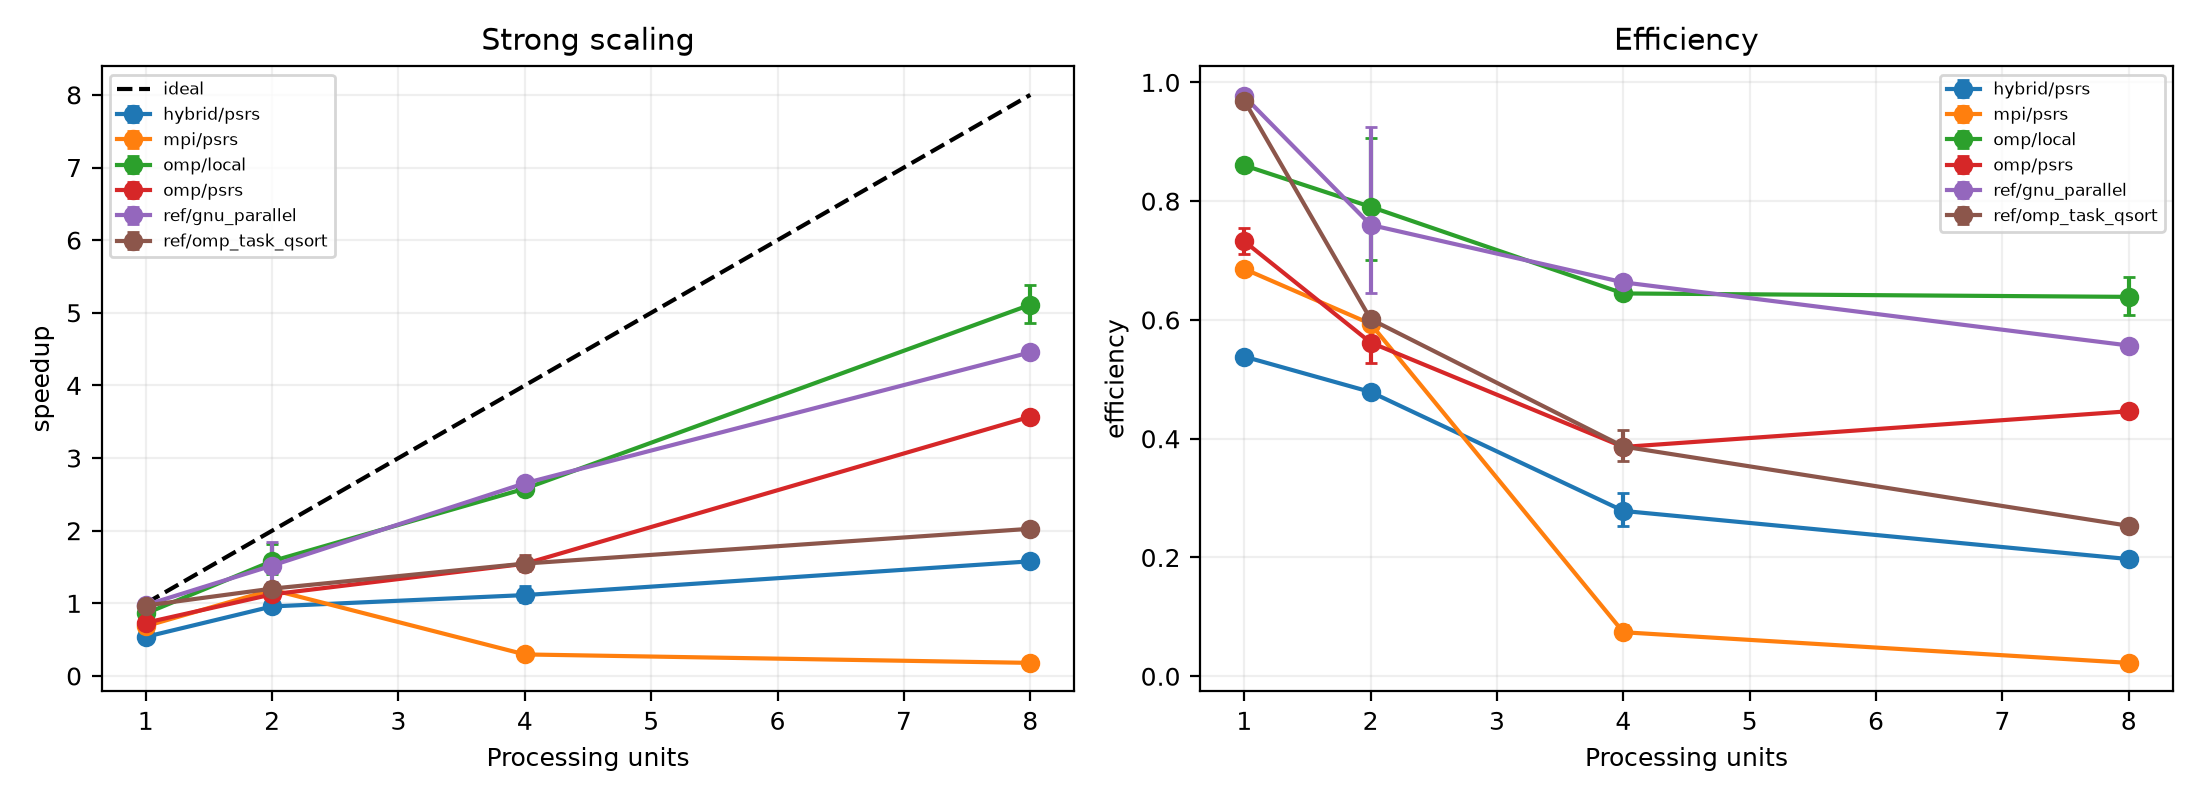 Strong scaling
speedup
8
7
6
5
4
3
2
1
0
ideal
hybrid/psrs
mpi/psrs
omp/local
omp/psrs
ref/gnu_parallel
ref/omp_task_qsort
1 2 3 4 5 6 7 8
Processing units
Efficiency
efficiency
1.0
0.8
0.6
0.4
0.2
0.0
hybrid/psrs
mpi/psrs
omp/local
omp/psrs
ref/gnu_parallel
ref/omp_task_qsort
1 2 3 4 5 6 7 8
Processing units